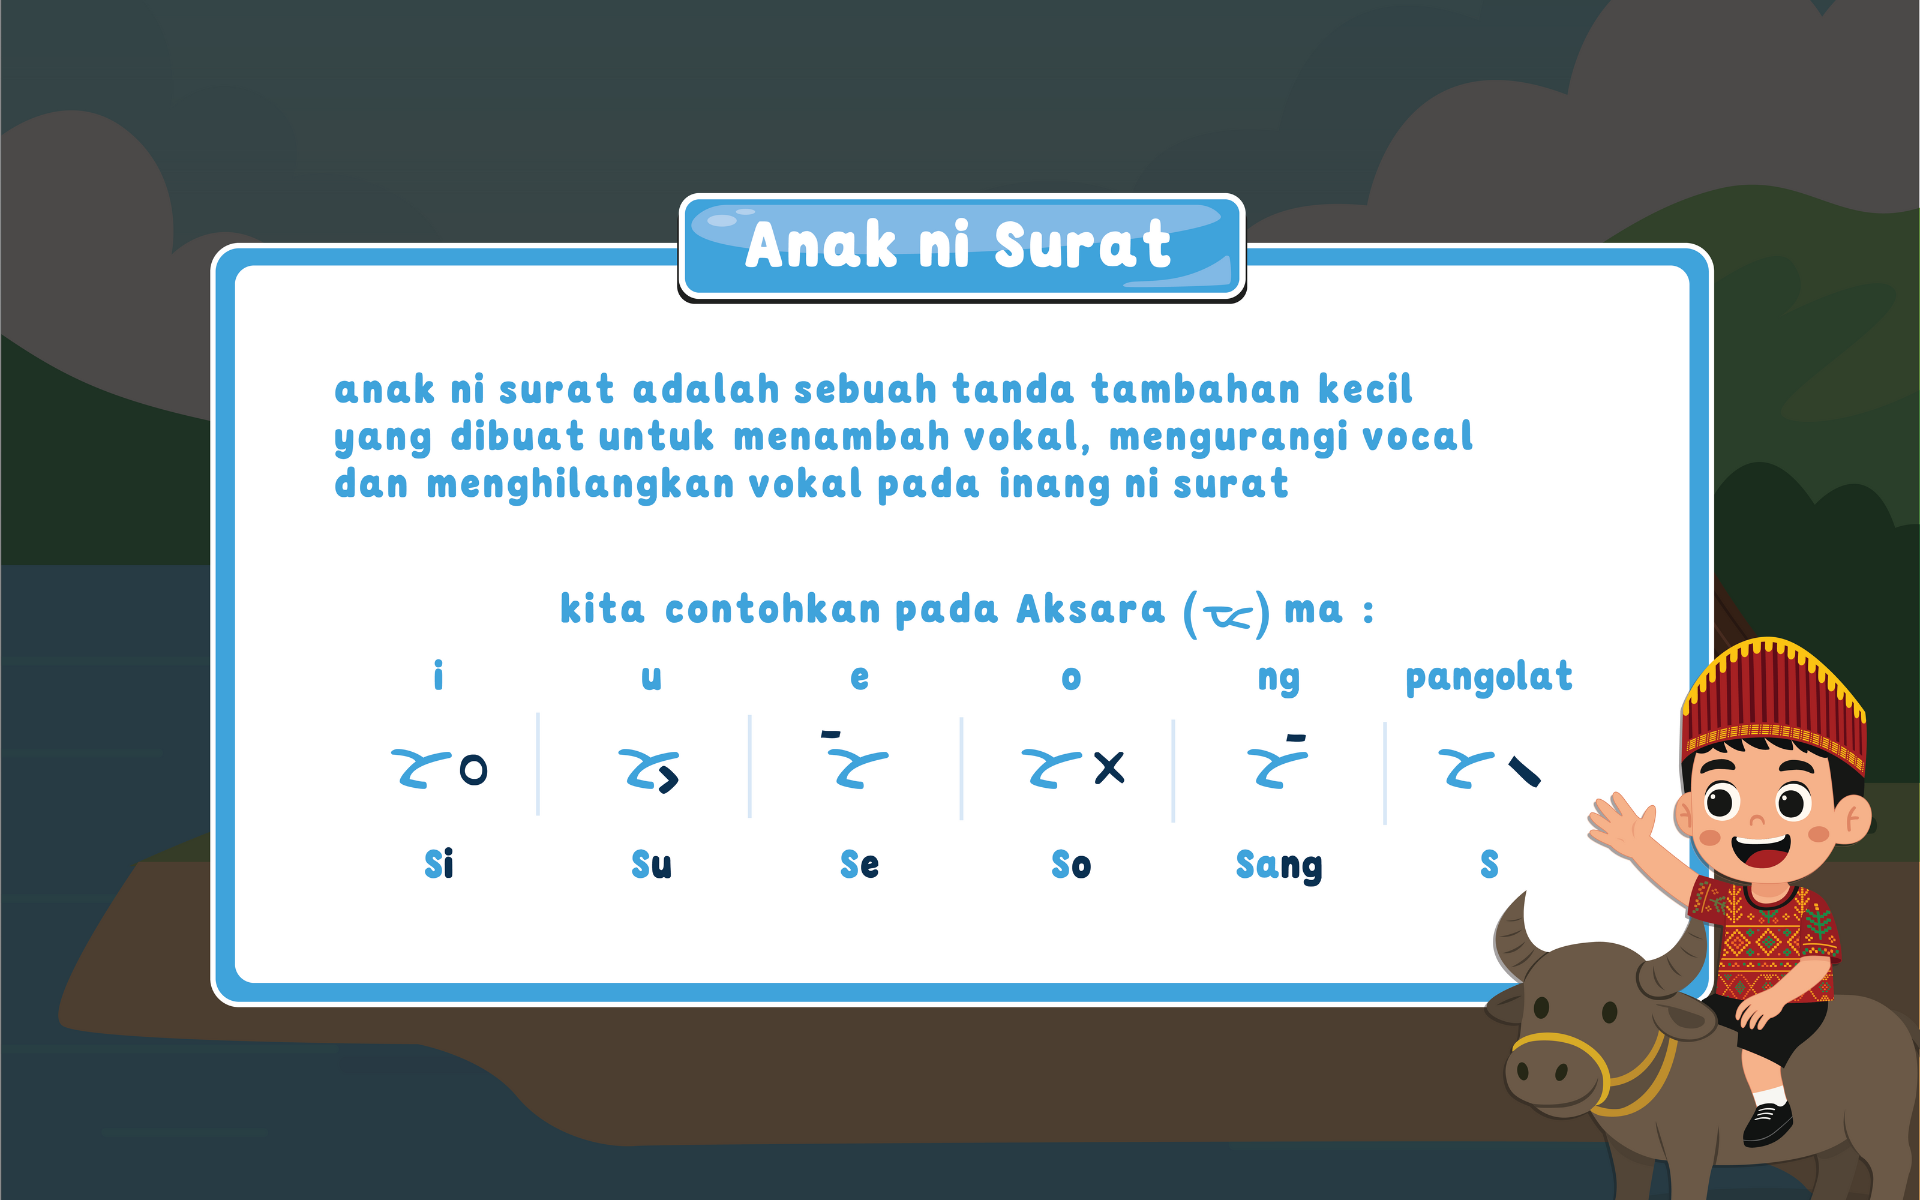 Anak ni Surat
anak ni surat adalah sebuah tanda tambahan kecil
yang dibuat untuk menambah vokal, mengurangi vocal
dan menghilangkan vokal pada inang ni surat
kita contohkan pada Aksara (ᯔ) ma :
i u e o ng pangolat
ᯘᯪ ᯘᯮ ᯘᯩ ᯘᯬ ᯘᯰ ᯘ᯲
Si Su Se So Sang S